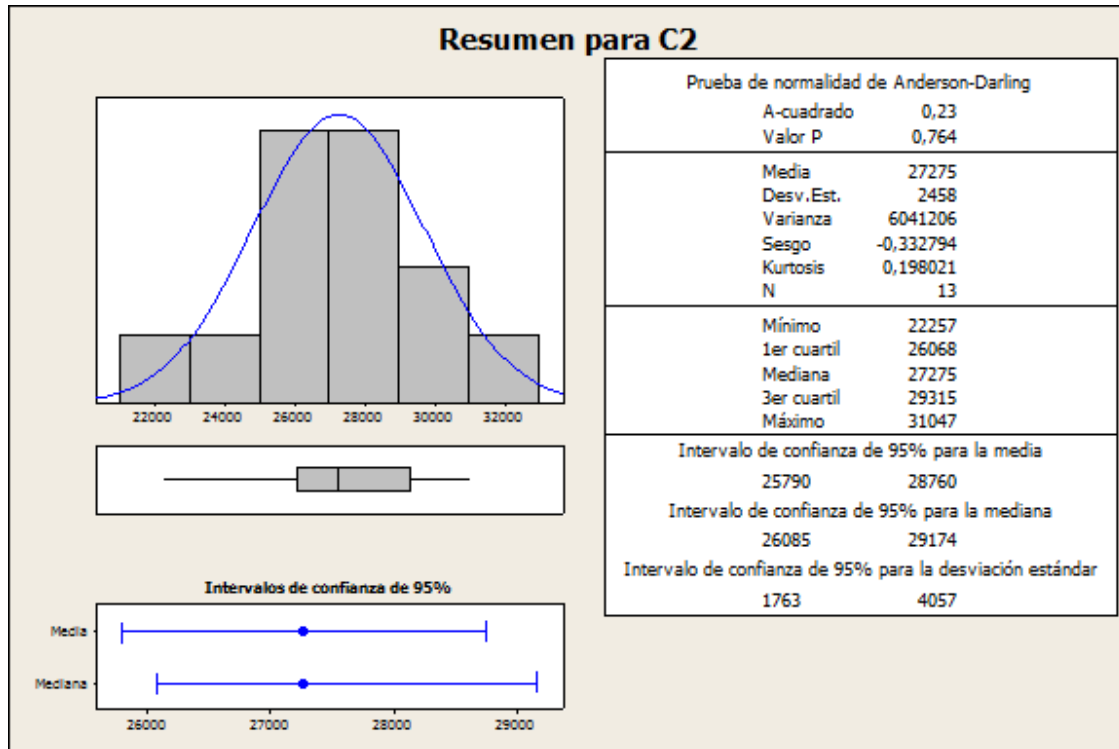 Resumen para C2
22000 24000 26000 28000 30000 32000
Intervalos de confianza de 95%
Media
Mediana
26000 27000 28000 29000
Prueba de normalidad de Anderson-Darling
A-cuadrado 0,23
Valor P 0,764
Media 27275
Desv.Est. 2458
Varianza 6041206
Sesgo -0,332794
Kurtosis 0,198021
N 13
Mínimo 22257
1er cuartil 26068
Mediana 27275
3er cuartil 29315
Máximo 31047
Intervalo de confianza de 95% para la media
25790 28760
Intervalo de confianza de 95% para la mediana
26085 29174
Intervalo de confianza de 95% para la desviación estándar
1763 4057